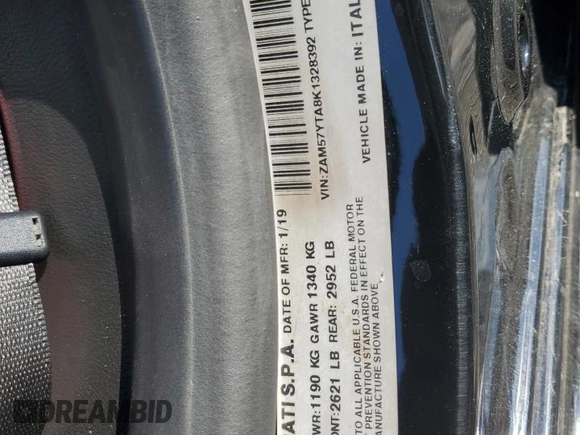 ATI S.P.A. DATE OF MFR: 1/19
WR:1190 KG GAWR 1340 KG
ONT:2621 LB REAR: 2952 LB
TO ALL APPLICABLE U.S.A. FEDERAL MOTOR
T PREVENTION STANDARDS IN EFFECT ON THE
MANUFACTURE SHOWN ABOVE
VIN:ZAM57YTA8K1328392 TYPE
VEHICLE MADE IN: ITAL
DREAMBID